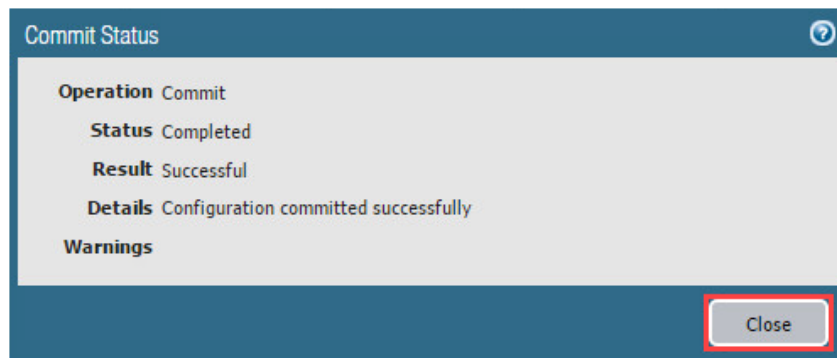 Commit Status
Operation Commit
Status Completed
Result Successful
Details Configuration committed successfully
Warnings
Close